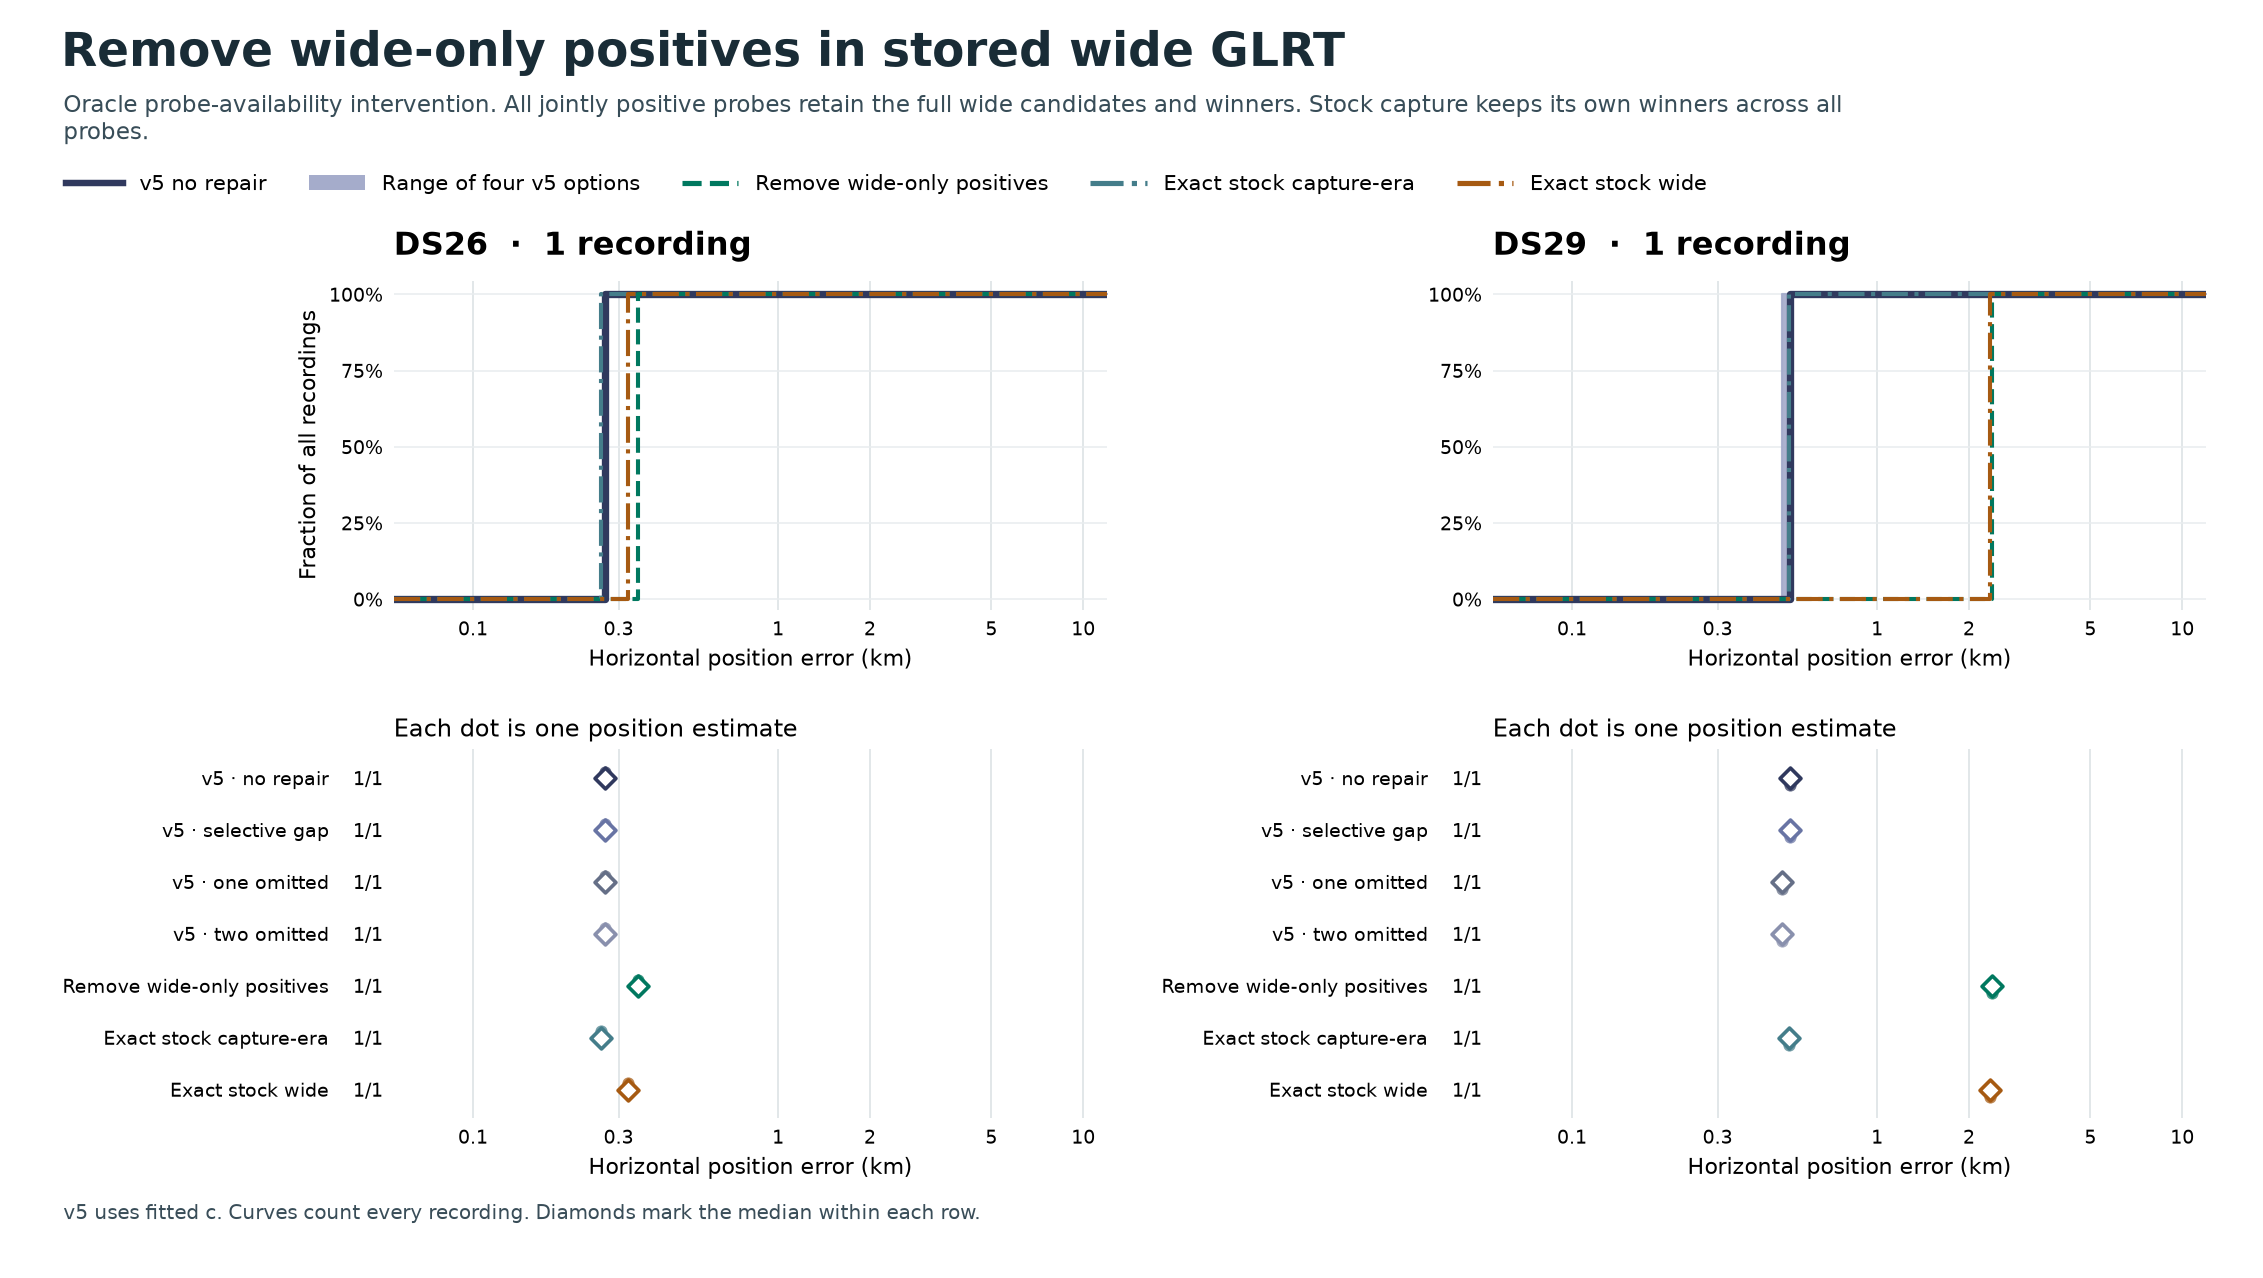 Remove wide-only positives in stored wide GLRT
Oracle probe-availability intervention. All jointly positive probes retain the full wide candidates and winners. Stock capture keeps its own winners across all
probes.
v5 no repair
Range of four v5 options
Remove wide-only positives
Exact stock capture-era
Exact stock wide
DS26 · 1 recording
Fraction of all recordings
100%
75%
50%
25%
0%
0.1 0.3 1 2 5 10
Horizontal position error (km)
DS29 · 1 recording
100%
75%
50%
25%
0%
0.1 0.3 1 2 5 10
Horizontal position error (km)
Each dot is one position estimate
v5 · no repair 1/1
v5 · selective gap 1/1
v5 · one omitted 1/1
v5 · two omitted 1/1
Remove wide-only positives 1/1
Exact stock capture-era 1/1
Exact stock wide 1/1
0.1 0.3 1 2 5 10
Horizontal position error (km)
Each dot is one position estimate
v5 · no repair 1/1
v5 · selective gap 1/1
v5 · one omitted 1/1
v5 · two omitted 1/1
Remove wide-only positives 1/1
Exact stock capture-era 1/1
Exact stock wide 1/1
0.1 0.3 1 2 5 10
Horizontal position error (km)
v5 uses fitted c. Curves count every recording. Diamonds mark the median within each row.